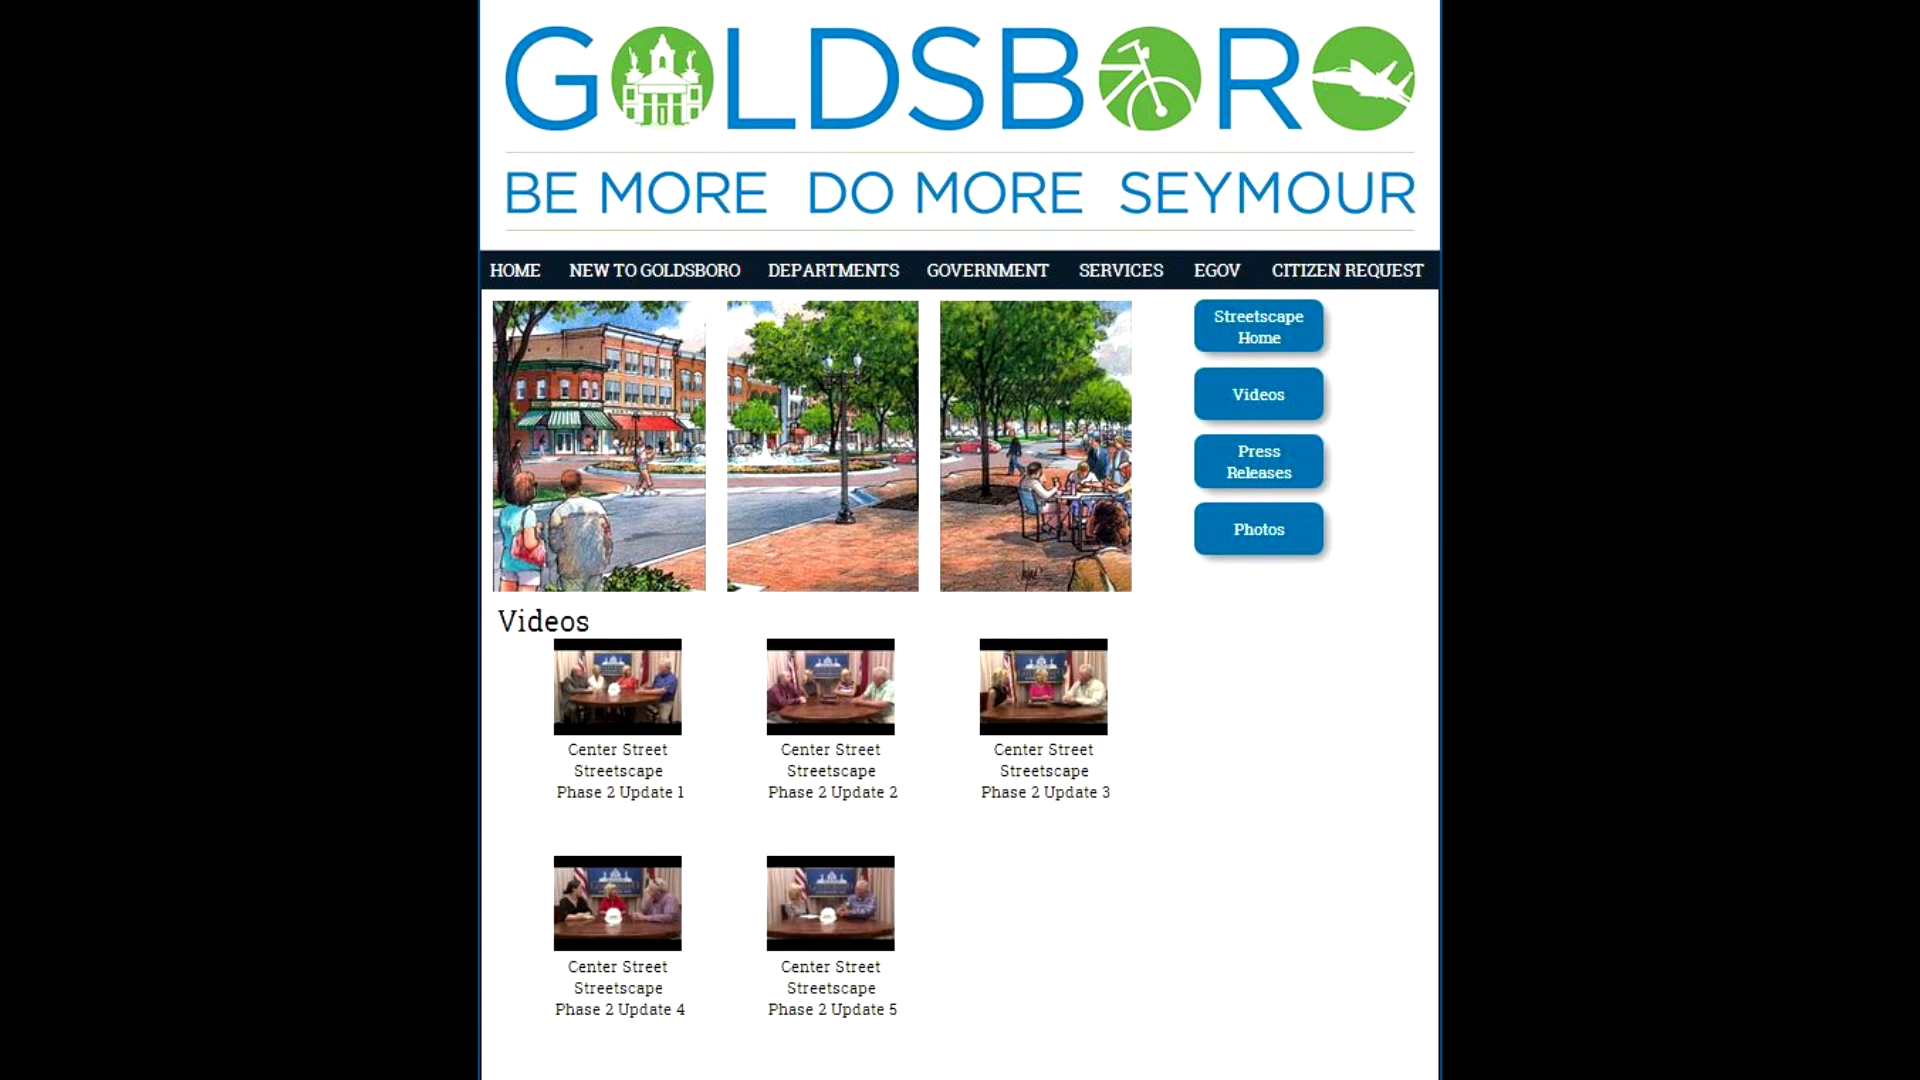 GOLDSBORO
BE MORE DO MORE SEYMOUR
HOME NEW TO GOLDSBORO DEPARTMENTS GOVERNMENT SERVICES EGOV CITIZEN REQUEST
Streetscape
Home
Videos
Press
Releases
Photos
Videos
Center Street
Streetscape
Phase 2 Update 1
Center Street
Streetscape
Phase 2 Update 2
Center Street
Streetscape
Phase 2 Update 3
Center Street
Streetscape
Phase 2 Update 4
Center Street
Streetscape
Phase 2 Update 5